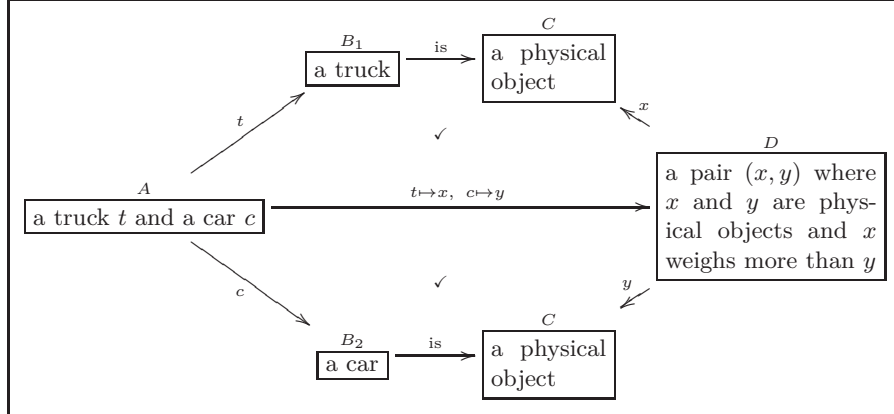 C
B₁
is
a truck
a physical
object
t
x
✓
D
A
a truck t and a car c
t↦x, c↦y
a pair (x, y) where
x and y are phys-
ical objects and x
weighs more than y
✓
c
y
B₂
is
C
a car
a physical
object